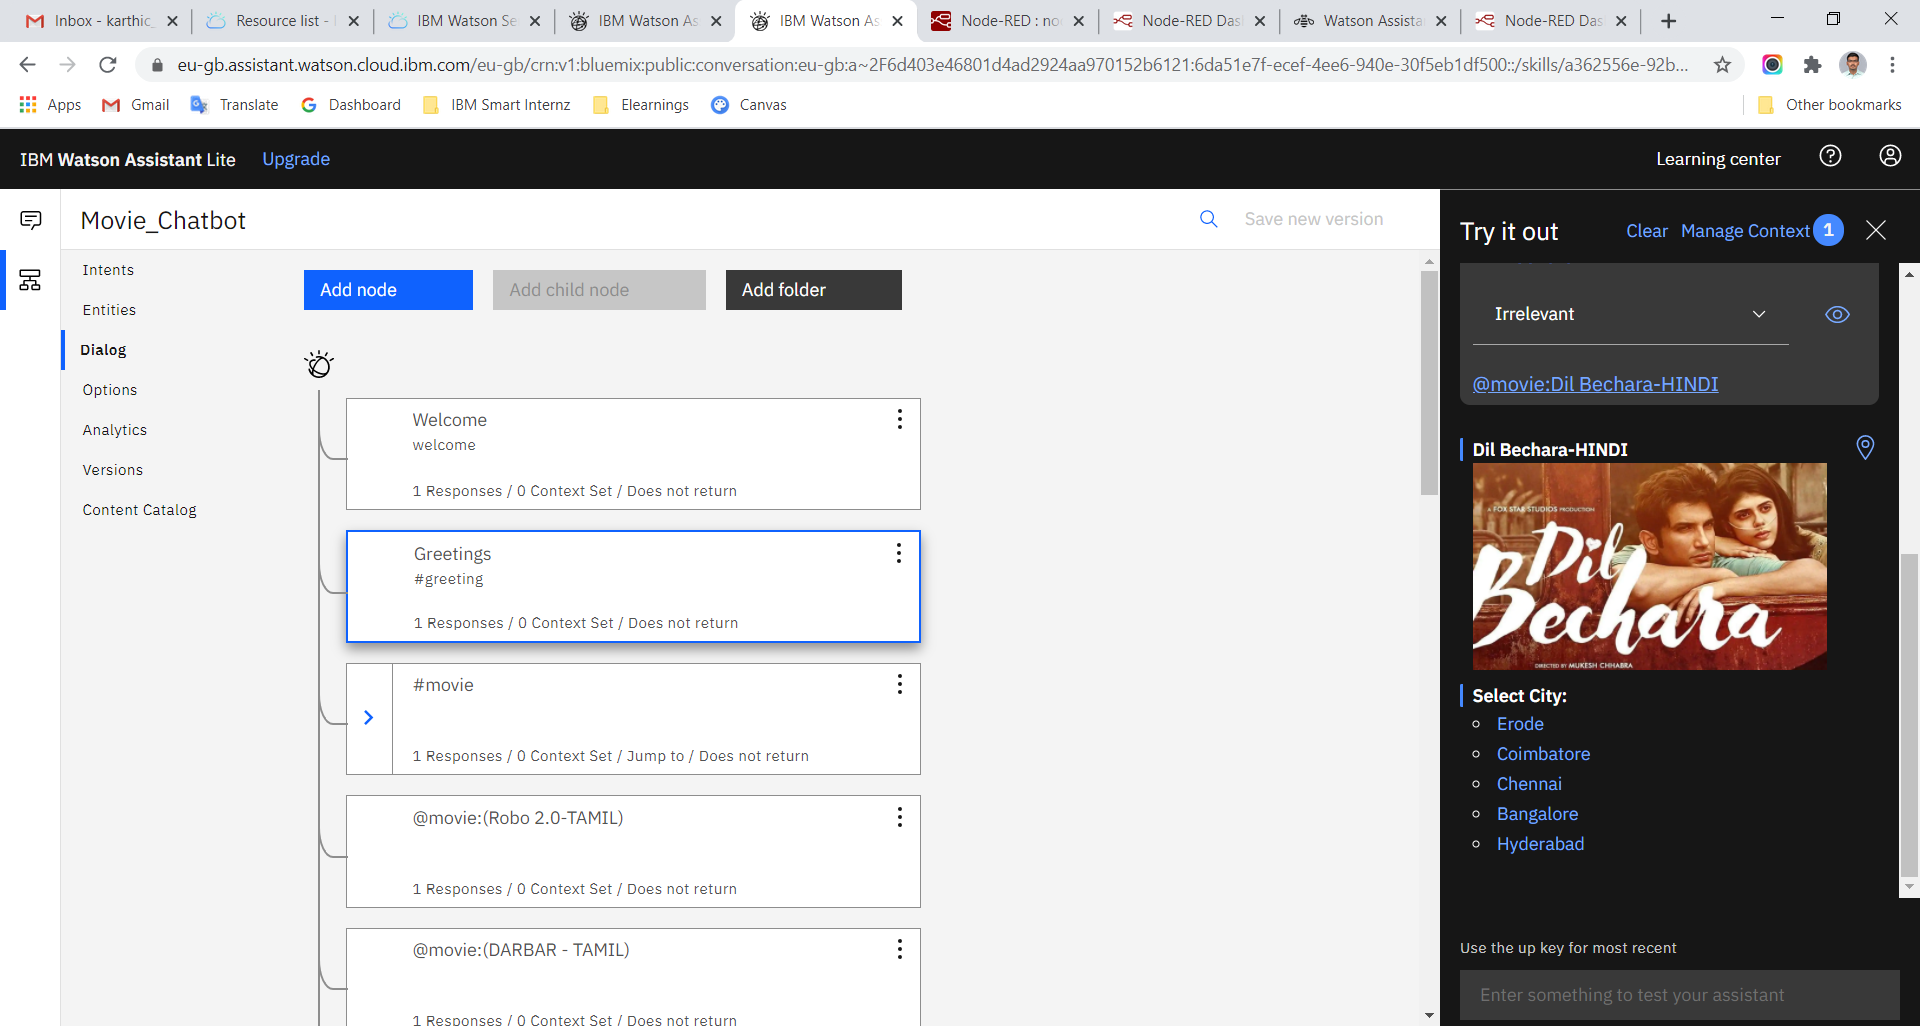 Inbox - karthic_
Resource list -
IBM Watson Se
IBM Watson As
IBM Watson As
Node-RED : no
Node-RED Das
Watson Assista
Node-RED Das
eu-gb.assistant.watson.cloud.ibm.com/eu-gb/crn:v1:bluemix:public:conversation:eu-gb:a~2F6d403e46801d4ad2924aa970152b6121:6da51e7f-ecef-4ee6-940e-30f5eb1df500::/skills/a362556e-92b...
Apps Gmail Translate Dashboard IBM Smart Internz Elearnings Canvas Other bookmarks
IBM Watson Assistant Lite Upgrade Learning center
Movie_Chatbot Save new version
Intents
Entities
Dialog
Options
Analytics
Versions
Content Catalog
Add node Add child node Add folder
Welcome
welcome
1 Responses / 0 Context Set / Does not return
Greetings
#greeting
1 Responses / 0 Context Set / Does not return
#movie
1 Responses / 0 Context Set / Jump to / Does not return
@movie:(Robo 2.0-TAMIL)
1 Responses / 0 Context Set / Does not return
@movie:(DARBAR - TAMIL)
1 Responses / 0 Context Set / Does not return
Try it out Clear Manage Context 1
Irrelevant
@movie:Dil Bechara-HINDI
Dil Bechara-HINDI
A FOX STAR STUDIOS PRODUCTION
Dil
Bechara
DIRECTED BY MUKESH CHHABRA
Select City:
Erode
Coimbatore
Chennai
Bangalore
Hyderabad
Use the up key for most recent
Enter something to test your assistant